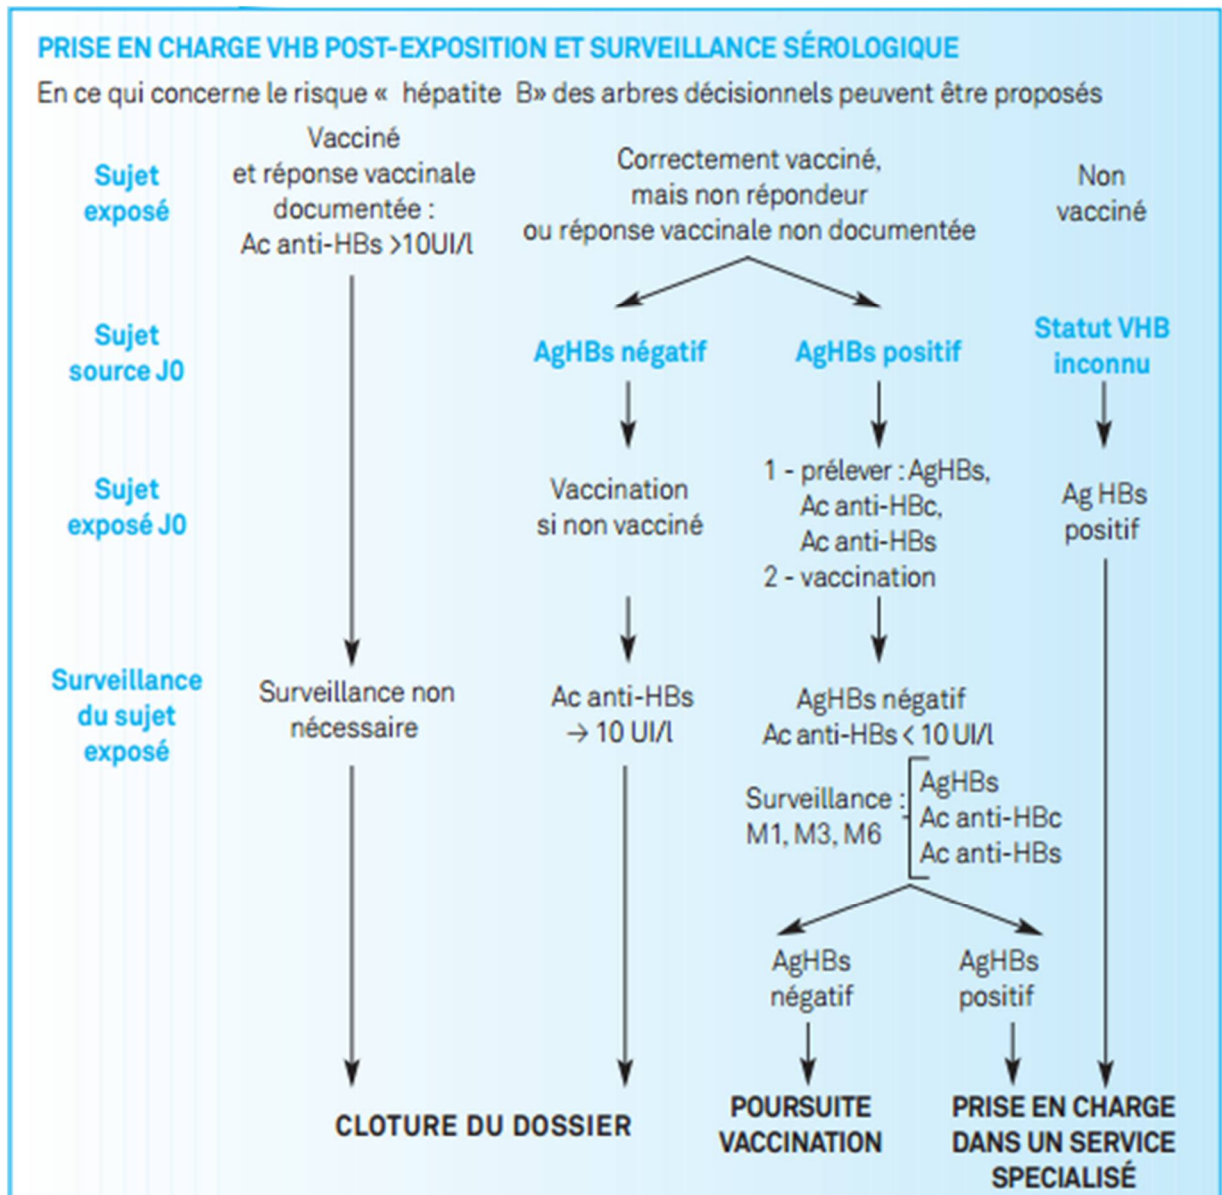 PRISE EN CHARGE VHB POST-EXPOSITION ET SURVEILLANCE SÉROLOGIQUE
En ce qui concerne le risque « hépatite B» des arbres décisionnels peuvent être proposés
Sujet
exposé
Vacciné
et réponse vaccinale
documentée :
Ac anti-HBs >10UI/l
Correctement vacciné,
mais non répondeur
ou réponse vaccinale non documentée
Non
vacciné
Sujet
source J0
AgHBs négatif
AgHBs positif
Statut VHB
inconnu
Sujet
exposé J0
Vaccination
si non vacciné
1 - prélever : AgHBs,
Ac anti-HBc,
Ac anti-HBs
2 - vaccination
Ag HBs
positif
Surveillance
du sujet
exposé
Surveillance non
nécessaire
Ac anti-HBs
→ 10 UI/l
AgHBs négatif
Ac anti-HBs < 10 UI/l
Surveillance :
M1, M3, M6
AgHBs
Ac anti-HBc
Ac anti-HBs
AgHBs
négatif
AgHBs
positif
CLOTURE DU DOSSIER
POURSUITE
VACCINATION
PRISE EN CHARGE
DANS UN SERVICE
SPECIALISÉ